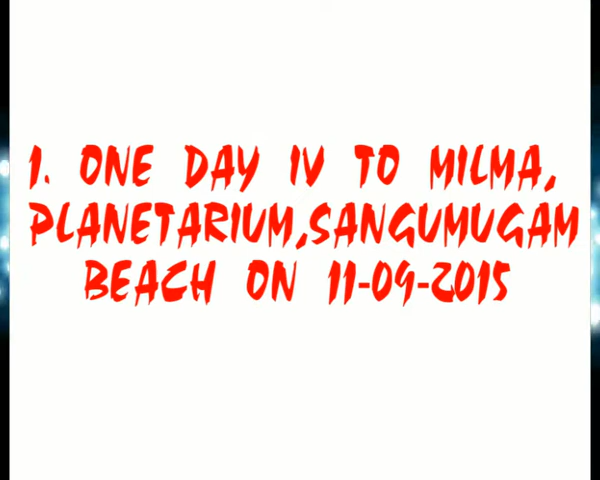 1. ONE DAY IV TO MILMA,
PLANETARIUM,SANGUMUGAM
BEACH ON 11-09-2015